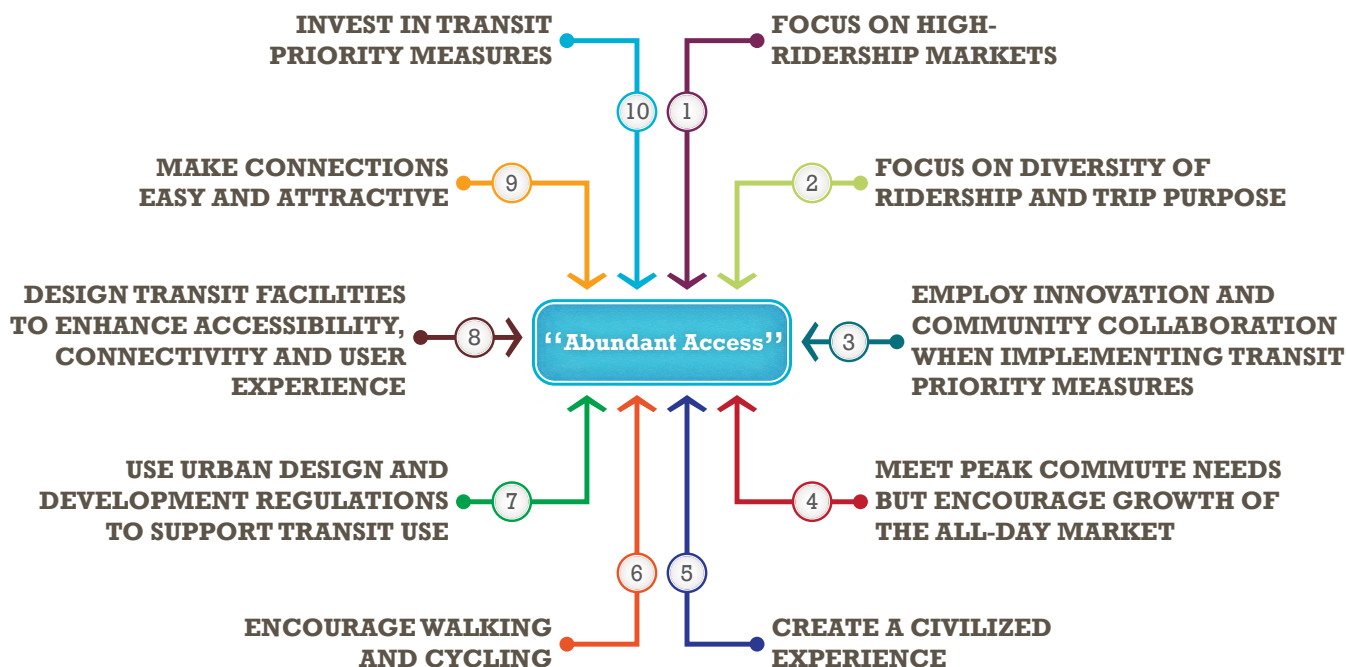 INVEST IN TRANSIT
PRIORITY MEASURES
10
FOCUS ON HIGH-
RIDERSHIP MARKETS
1
MAKE CONNECTIONS
EASY AND ATTRACTIVE
9
2
FOCUS ON DIVERSITY OF
RIDERSHIP AND TRIP PURPOSE
DESIGN TRANSIT FACILITIES
TO ENHANCE ACCESSIBILITY,
CONNECTIVITY AND USER
EXPERIENCE
8
“Abundant Access”
3
EMPLOY INNOVATION AND
COMMUNITY COLLABORATION
WHEN IMPLEMENTING TRANSIT
PRIORITY MEASURES
USE URBAN DESIGN AND
DEVELOPMENT REGULATIONS
TO SUPPORT TRANSIT USE
7
4
MEET PEAK COMMUTE NEEDS
BUT ENCOURAGE GROWTH OF
THE ALL-DAY MARKET
6
ENCOURAGE WALKING
AND CYCLING
5
CREATE A CIVILIZED
EXPERIENCE